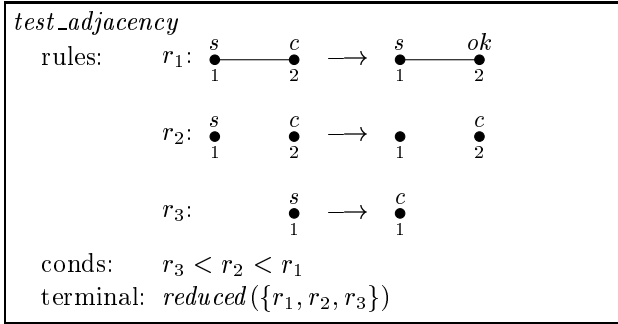 test_adjacency
s c s ok
rules: r₁: ⟶
1 2 1 2
s c c
r₂: ⟶
1 2 1 2
s c
r₃: ⟶
1 1
conds: r₃ < r₂ < r₁
terminal: reduced({r₁, r₂, r₃})